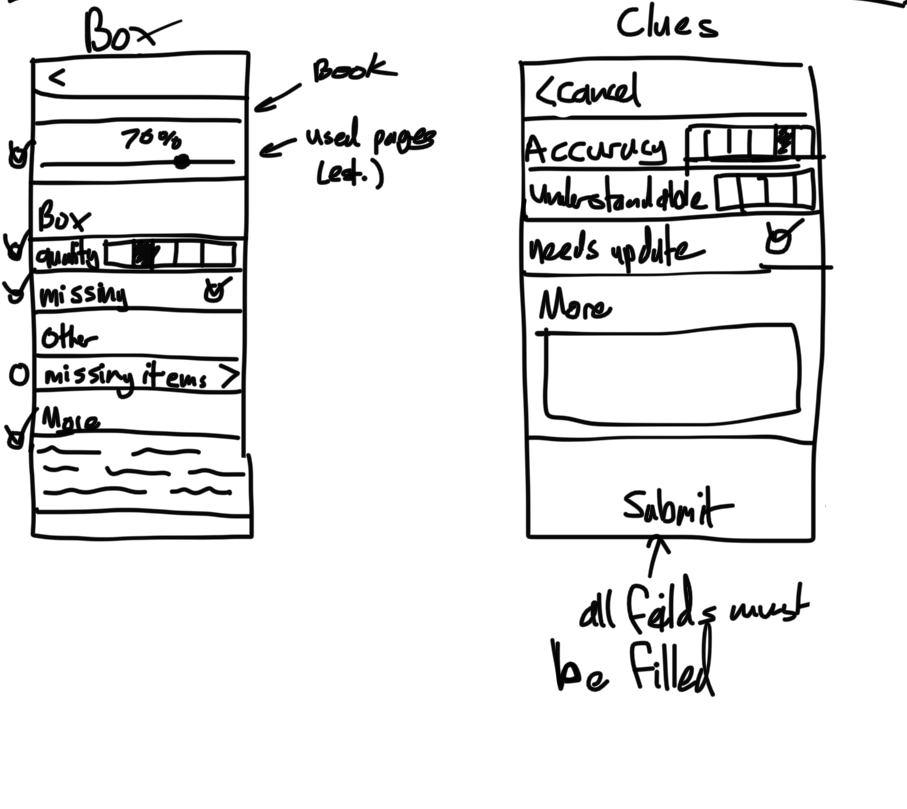 Box
<
Book
70%
used pages
(est.)
Box
quality
missing
Other
missing items >
More
Clues
<Cancel
Accuracy
Understandable
needs update
More
Submit
all feilds must
be filled